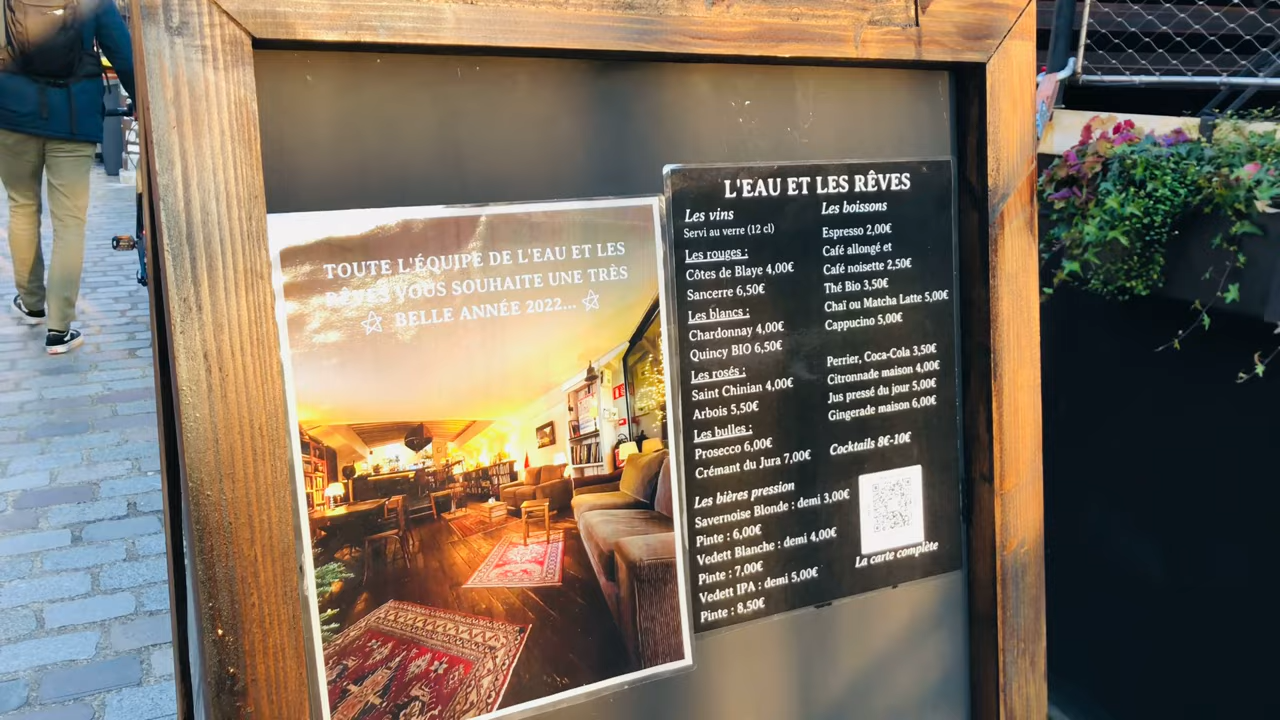 TOUTE L'ÉQUIPE DE L'EAU ET LES
RÊVES VOUS SOUHAITE UNE TRÈS
BELLE ANNÉE 2022...
L'EAU ET LES RÊVES
Les vins
Servi au verre (12 cl)
Les rouges :
Côtes de Blaye 4,00€
Sancerre 6,50€
Les blancs :
Chardonnay 4,00€
Quincy BIO 6,50€
Les rosés :
Saint Chinian 4,00€
Arbois 5,50€
Les bulles :
Prosecco 6,00€
Crémant du Jura 7,00€
Les bières pression
Savernoise Blonde : demi 3,00€
Pinte : 6,00€
Vedett Blanche : demi 4,00€
Pinte : 7,00€
Vedett IPA : demi 5,00€
Pinte : 8,50€
Les boissons
Espresso 2,00€
Café allongé et
Café noisette 2,50€
Thé Bio 3,50€
Chaï ou Matcha Latte 5,00€
Cappucino 5,00€
Perrier, Coca-Cola 3,50€
Citronnade maison 4,00€
Jus pressé du jour 5,00€
Gingerade maison 6,00€
Cocktails 8€-10€
La carte complète